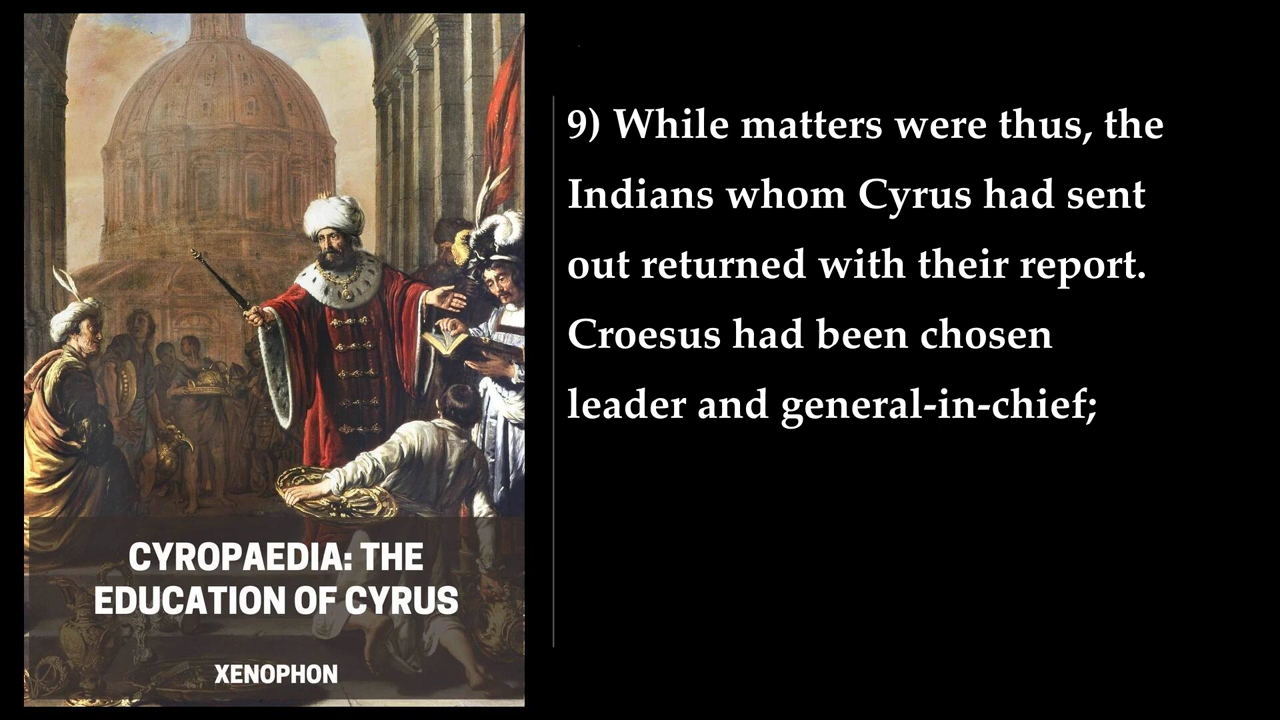 CYROPAEDIA: THE
EDUCATION OF CYRUS
XENOPHON
9) While matters were thus, the
Indians whom Cyrus had sent
out returned with their report.
Croesus had been chosen
leader and general-in-chief;